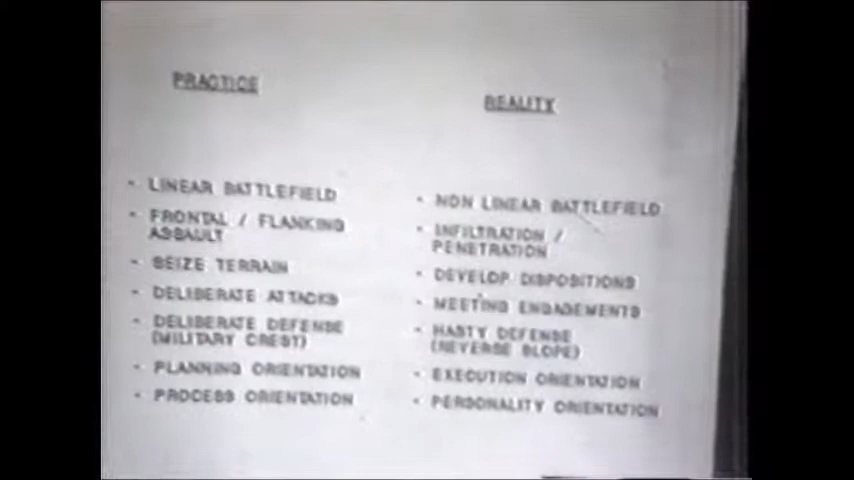 PRACTICE
• LINEAR BATTLEFIELD
• FRONTAL / FLANKING
ASSAULT
• SEIZE TERRAIN
• DELIBERATE ATTACKS
• DELIBERATE DEFENSE
(MILITARY CREST)
• PLANNING ORIENTATION
• PROCESS ORIENTATION
REALITY
• NON LINEAR BATTLEFIELD
• INFILTRATION /
PENETRATION
• DEVELOP DISPOSITIONS
• MEETING ENGAGEMENTS
• HASTY DEFENSE
(REVERSE SLOPE)
• EXECUTION ORIENTATION
• PERSONALITY ORIENTATION